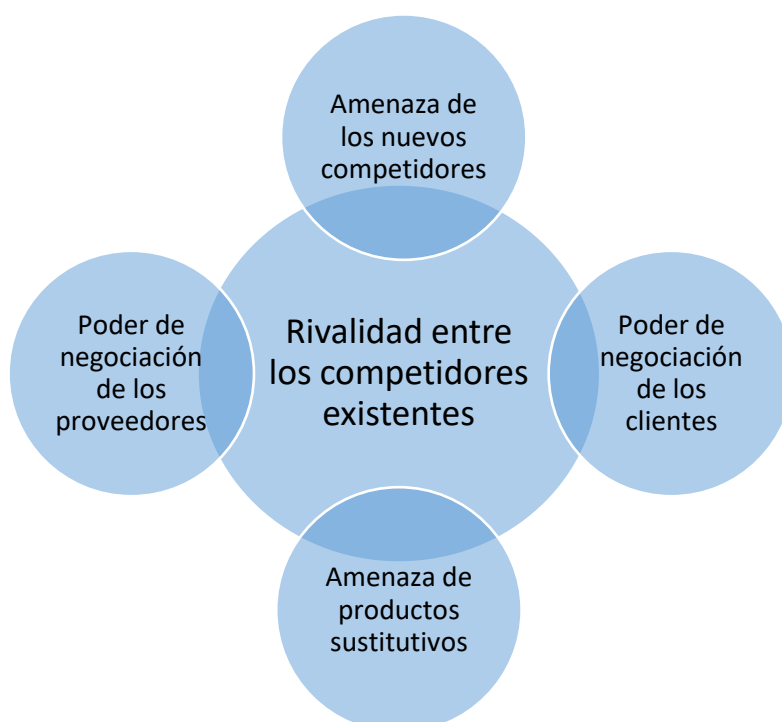 Amenaza de
los nuevos
competidores
Poder de
negociación
de los
proveedores
Rivalidad entre
los competidores
existentes
Poder de
negociación
de los
clientes
Amenaza de
productos
sustitutivos